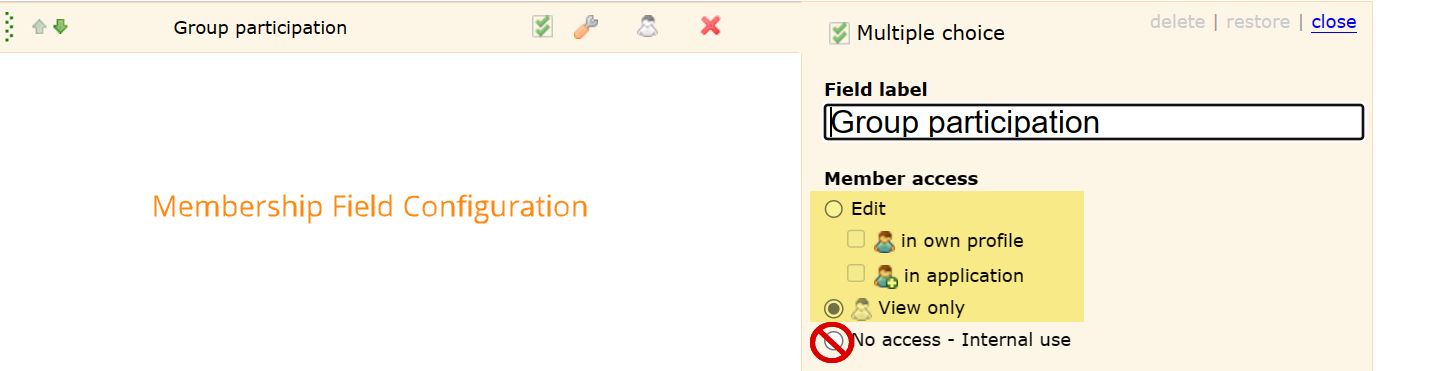 Group participation
Membership Field Configuration
Multiple choice
delete | restore | close
Field label
Group participation
Member access
Edit
in own profile
in application
View only
No access - Internal use